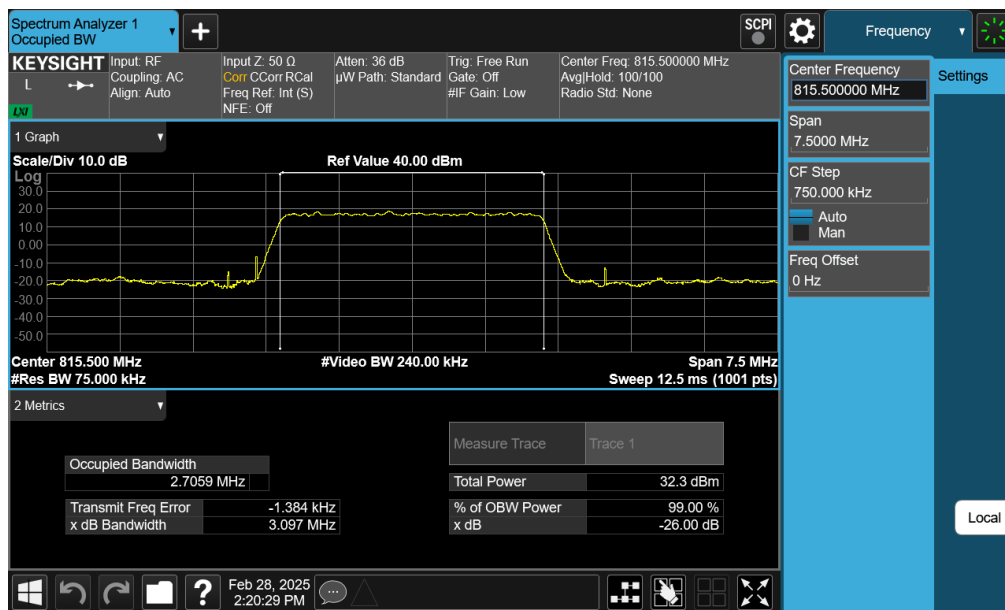 Spectrum Analyzer 1
Occupied BW
+
SCPI
Frequency
KEYSIGHT
L
LXI
Input: RF
Coupling: AC
Align: Auto
Input Z: 50 Ω
Corr CCorr RCal
Freq Ref: Int (S)
NFE: Off
Atten: 36 dB
µW Path: Standard
Trig: Free Run
Gate: Off
#IF Gain: Low
Center Freq: 815.500000 MHz
Avg|Hold: 100/100
Radio Std: None
Center Frequency
815.500000 MHz
Settings
Span
7.5000 MHz
CF Step
750.000 kHz
Auto
Man
Freq Offset
0 Hz
Local
1 Graph
Scale/Div 10.0 dB
Ref Value 40.00 dBm
Log
30.0
20.0
10.0
0.00
-10.0
-20.0
-30.0
-40.0
-50.0
Center 815.500 MHz
#Video BW 240.00 kHz
Span 7.5 MHz
#Res BW 75.000 kHz
Sweep 12.5 ms (1001 pts)
2 Metrics
Measure Trace
Trace 1
Occupied Bandwidth
2.7059 MHz
Total Power
32.3 dBm
Transmit Freq Error
-1.384 kHz
% of OBW Power
99.00 %
x dB Bandwidth
3.097 MHz
x dB
-26.00 dB
?
Feb 28, 2025
2:20:29 PM